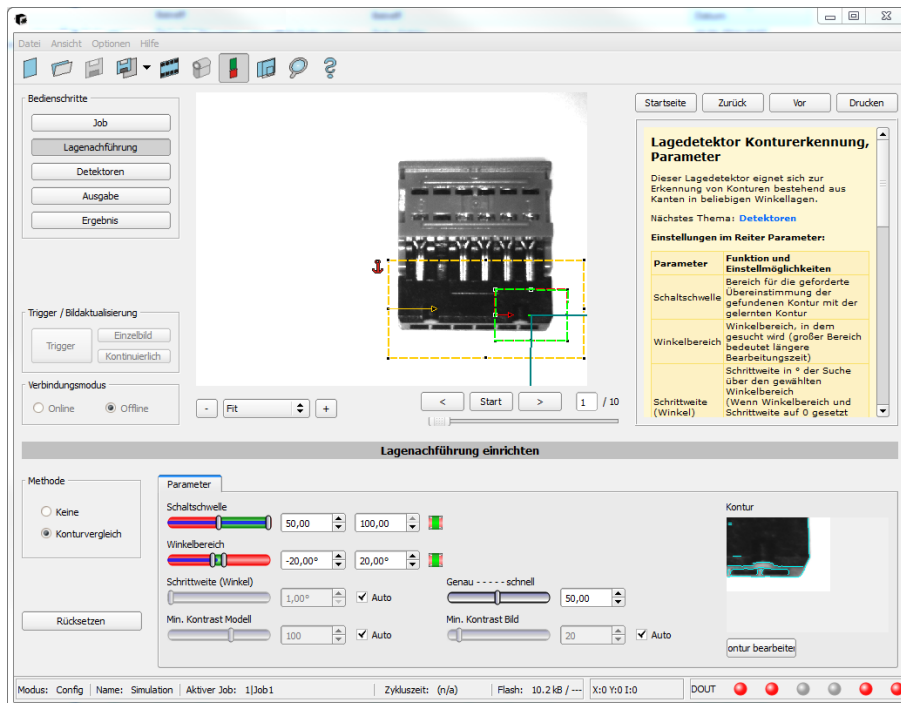 Datei Ansicht Optionen Hilfe
Bedienschritte
Job
Lagenachführung
Detektoren
Ausgabe
Ergebnis
Trigger / Bildaktualisierung
Trigger
Einzelbild
Kontinuierlich
Verbindungsmodus
Online Offline
- Fit +
< Start > 1 / 10
Startseite Zurück Vor Drucken
Lagedetektor Konturerkennung,
Parameter
Dieser Lagedetektor eignet sich zur
Erkennung von Konturen bestehend aus
Kanten in beliebigen Winkellagen.
Nächstes Thema: Detektoren
Einstellungen im Reiter Parameter:
Parameter Funktion und
Einstellmöglichkeiten
Schaltschwelle Bereich für die geforderte
Übereinstimmung der
gefundenen Kontur mit der
gelernten Kontur
Winkelbereich Winkelbereich, in dem
gesucht wird (großer Bereich
bedeutet längere
Bearbeitungszeit)
Schrittweite (Winkel) Schrittweite in ° der Suche
über den gewählten
Winkelbereich
(Wenn Winkelbereich und
Schrittweite auf 0 gesetzt
Lagenachführung einrichten
Methode
Keine
Konturvergleich
Rücksetzen
Parameter
Schaltschwelle
50,00 100,00
Winkelbereich
-20,00° 20,00°
Schrittweite (Winkel)
1,00° Auto
Min. Kontrast Modell
100 Auto
Genau - - - - - schnell
50,00
Min. Kontrast Bild
20 Auto
Kontur
ontur bearbeite
Modus: Config Name: Simulation Aktiver Job: 1|Job1 Zykluszeit: (n/a) Flash: 10.2 kB / --- X:0 Y:0 I:0 DOUT